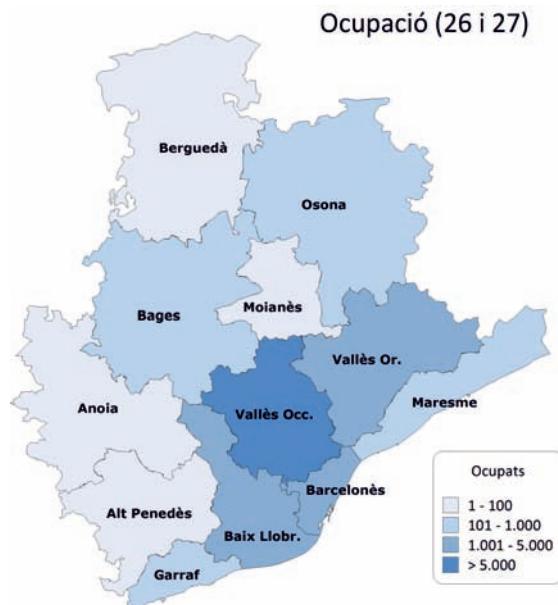 Ocupació (26 i 27)
Berguedà
Osona
Bages
Moianès
Vallès Or.
Anoia
Vallès Occ.
Maresme
Alt Penedès
Barcelonès
Baix Llobr.
Garraf
Ocupats
1 - 100
101 - 1.000
1.001 - 5.000
> 5.000